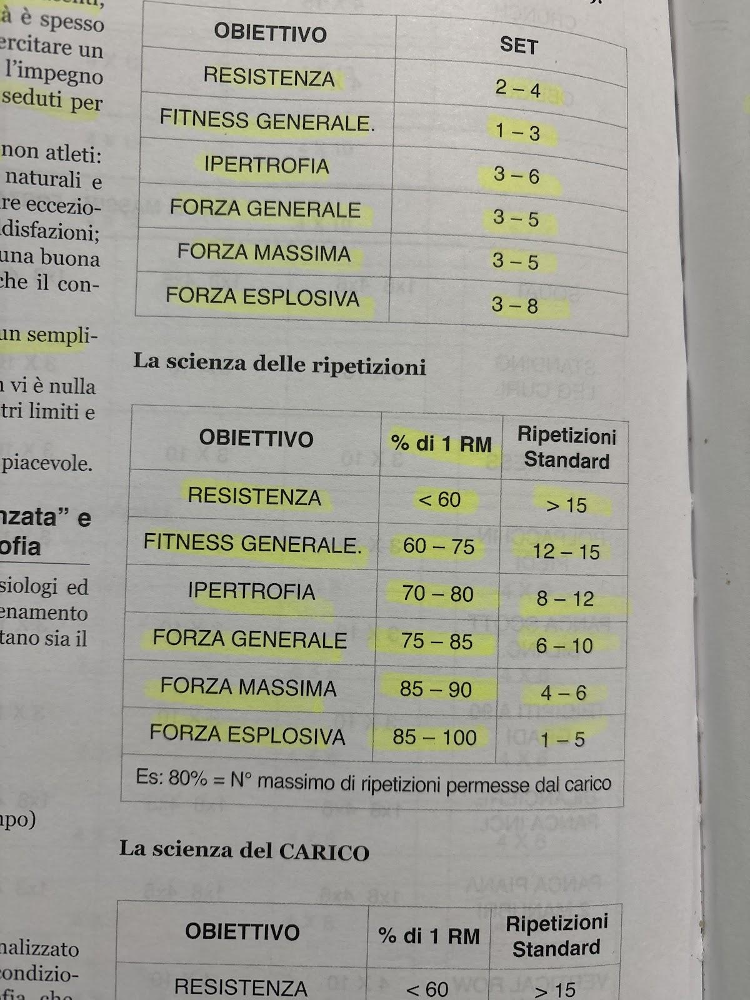 à è spesso
ercitare un
l'impegno
seduti per
non atleti:
naturali e
re eccezio-
disfazioni;
una buona
che il con-
un sempli-
vi è nulla
tri limiti e
piacevole.
nzata" e
ofia
siologi ed
enamento
tano sia il
mpo)
nalizzato
condizio-
OBIETTIVO SET
RESISTENZA 2 – 4
FITNESS GENERALE. 1 – 3
IPERTROFIA 3 – 6
FORZA GENERALE 3 – 5
FORZA MASSIMA 3 – 5
FORZA ESPLOSIVA 3 – 8
La scienza delle ripetizioni
OBIETTIVO % di 1 RM Ripetizioni Standard
RESISTENZA < 60 > 15
FITNESS GENERALE. 60 – 75 12 – 15
IPERTROFIA 70 – 80 8 – 12
FORZA GENERALE 75 – 85 6 – 10
FORZA MASSIMA 85 – 90 4 – 6
FORZA ESPLOSIVA 85 – 100 1 – 5
Es: 80% = N° massimo di ripetizioni permesse dal carico
La scienza del CARICO
OBIETTIVO % di 1 RM Ripetizioni Standard
RESISTENZA < 60 > 15